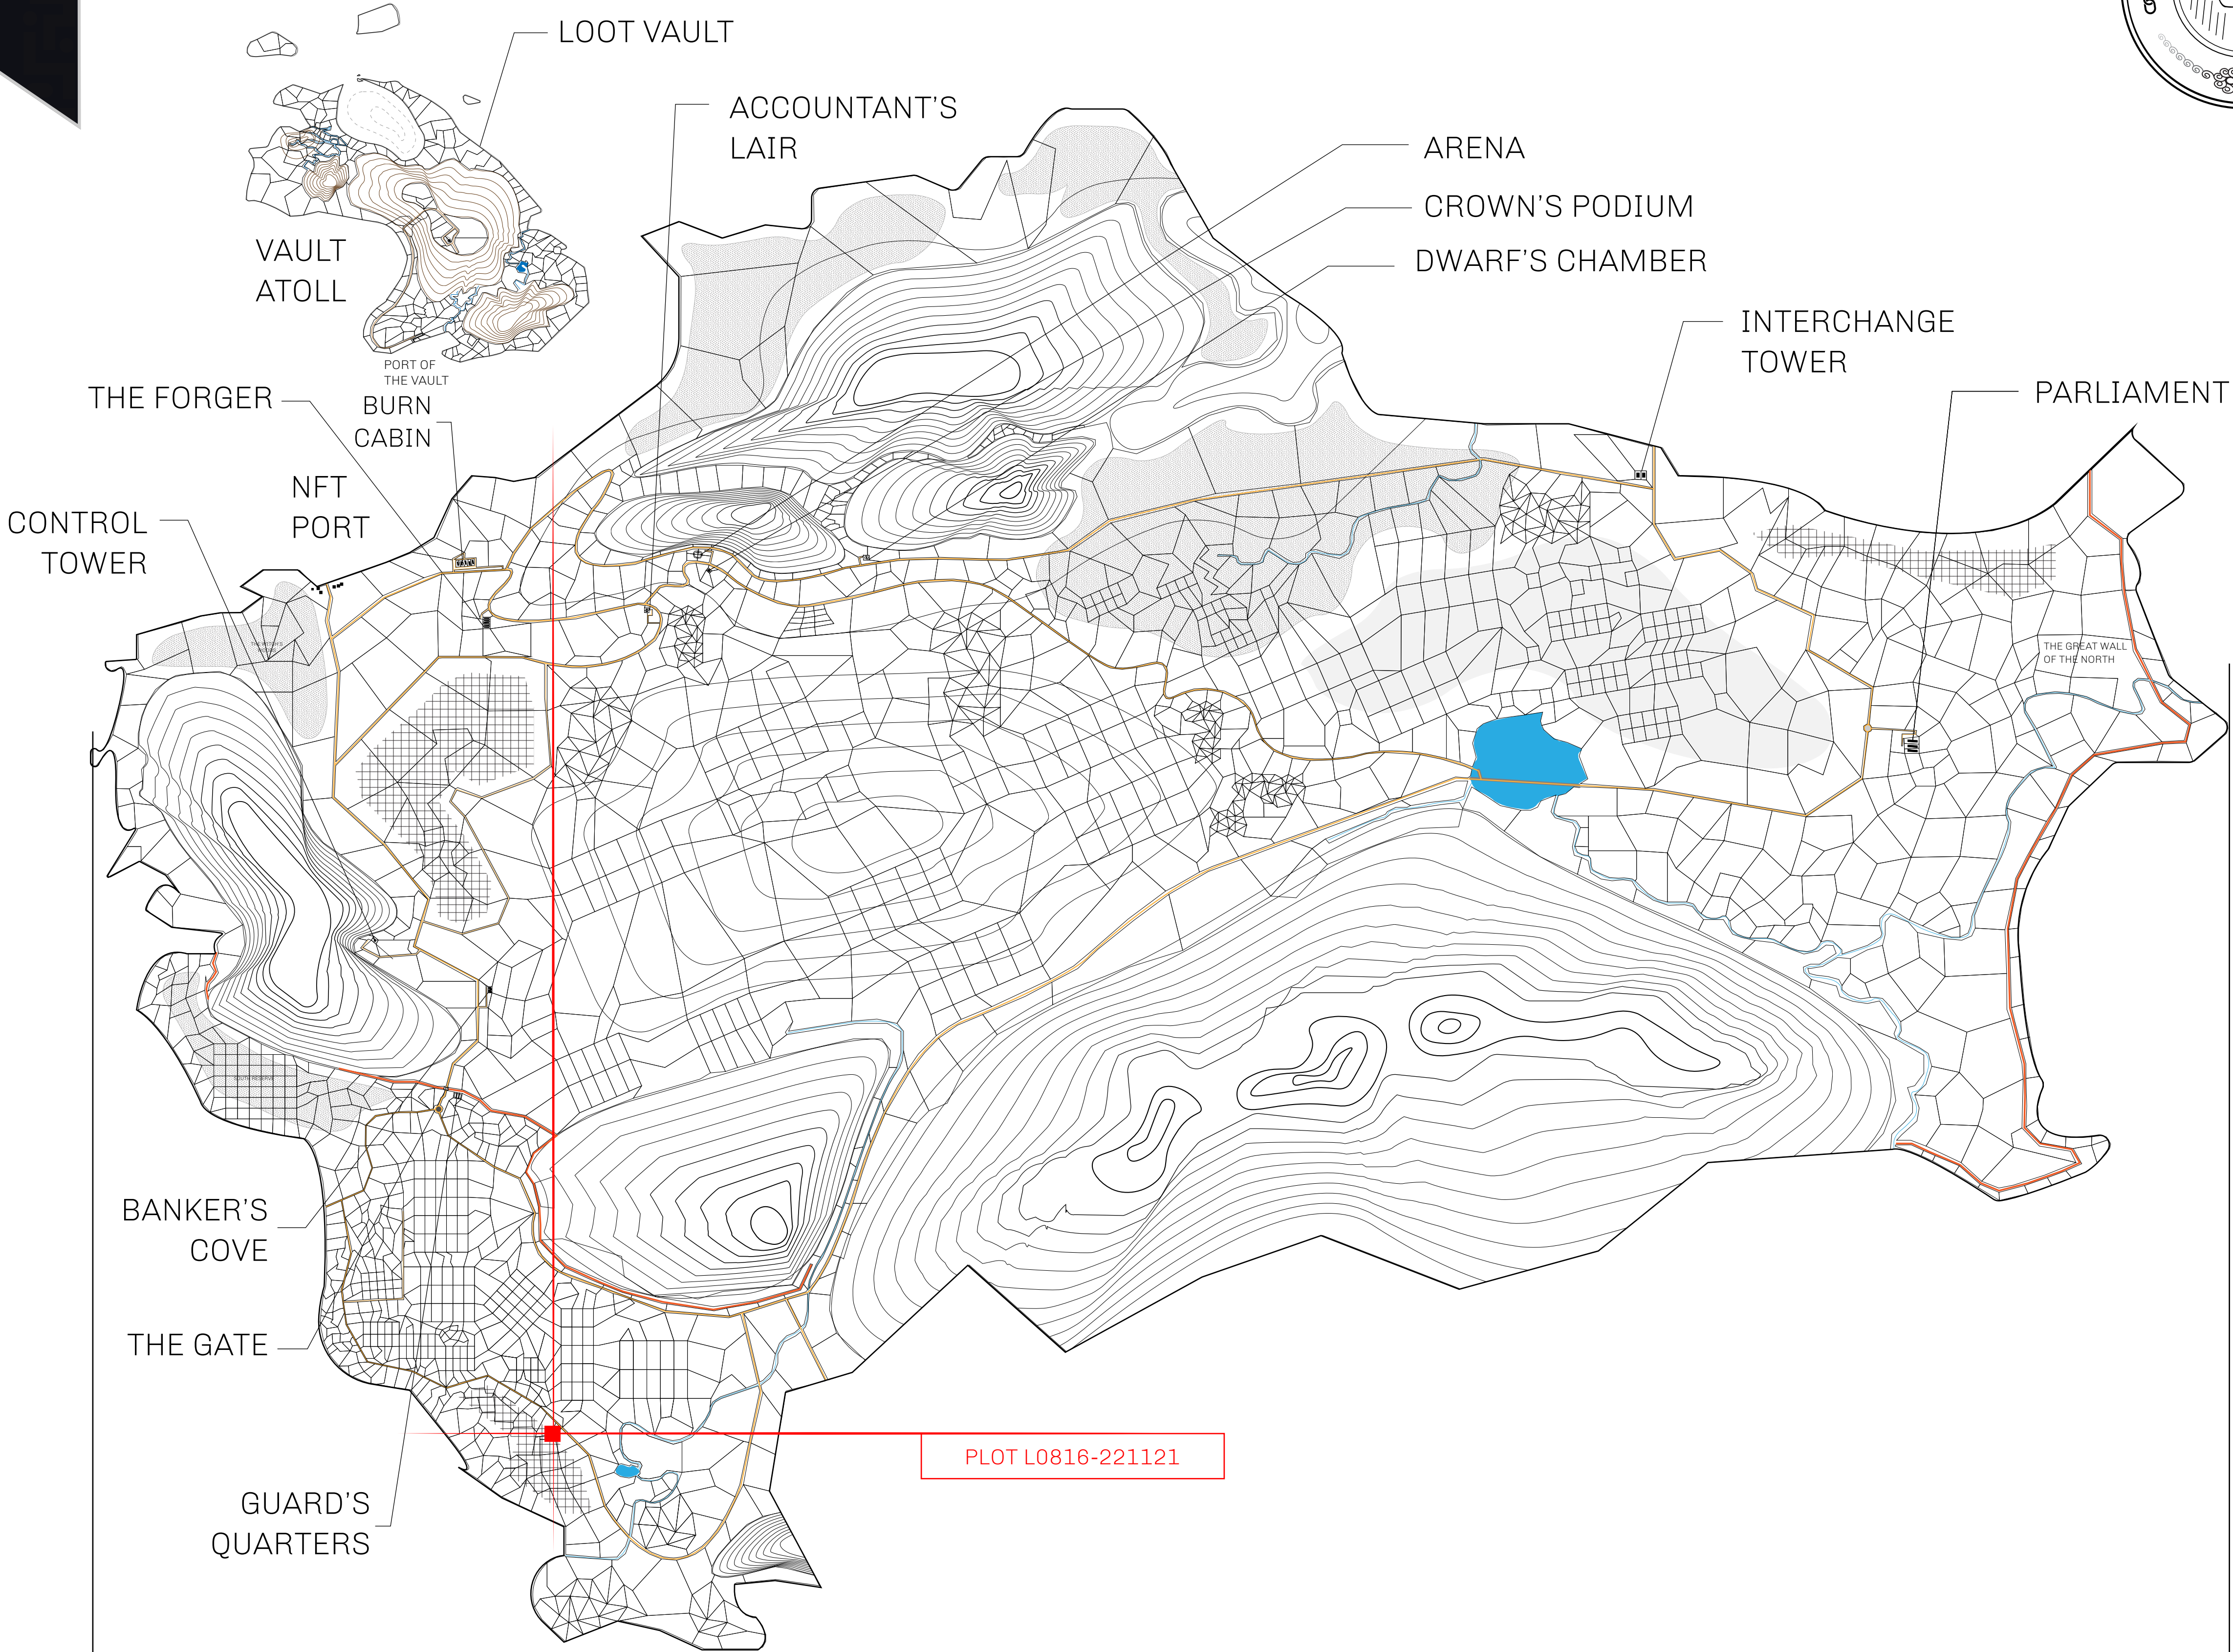 LOOT VAULT
ACCOUNTANT'S
LAIR
ARENA
CROWN'S PODIUM
DWARF'S CHAMBER
VAULT
ATOLL
INTERCHANGE
TOWER
PORT OF
THE VAULT
PARLIAMENT
THE FORGER
BURN
CABIN
NFT
PORT
CONTROL
TOWER
THE GREAT WALL
OF THE NORTH
SOUTH RESERVE
BANKER'S
COVE
THE GATE
PLOT L0816-221121
GUARD'S
QUARTERS